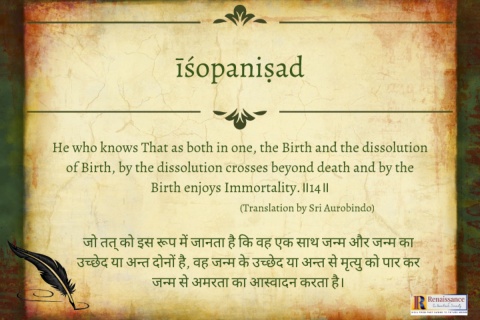 īśopaniṣad
He who knows That as both in one, the Birth and the dissolution
of Birth, by the dissolution crosses beyond death and by the
Birth enjoys Immortality.॥14॥
(Translation by Sri Aurobindo)
जो तत् को इस रूप में जानता है कि वह एक साथ जन्म और जन्म का
उच्छेद या अन्त दोनों है, वह जन्म के उच्छेद या अन्त से मृत्यु को पार कर
जन्म से अमरता का आस्वादन करता है।
Renaissance